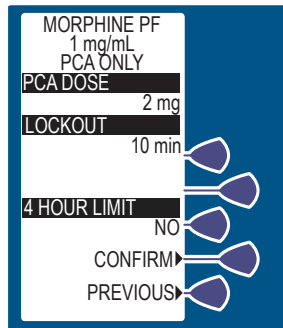 MORPHINE PF
1 mg/mL
PCA ONLY
PCA DOSE
2 mg
LOCKOUT
10 min
4 HOUR LIMIT
NO
CONFIRM
PREVIOUS